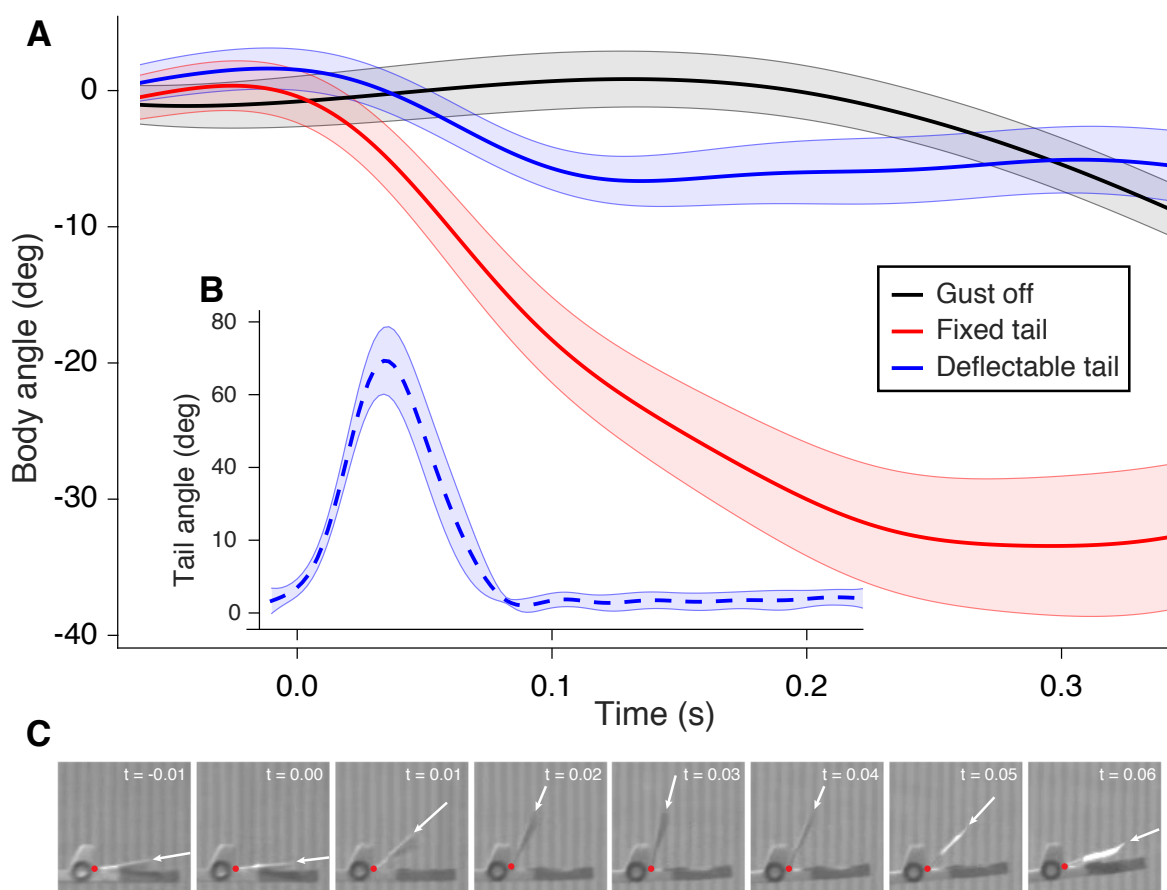 A
0
-10
-20
-30
-40
Body angle (deg)
B
80
60
40
10
0
Tail angle (deg)
Gust off
Fixed tail
Deflectable tail
0.0 0.1 0.2 0.3
Time (s)
C
t = -0.01 t = 0.00 t = 0.01 t = 0.02 t = 0.03 t = 0.04 t = 0.05 t = 0.06